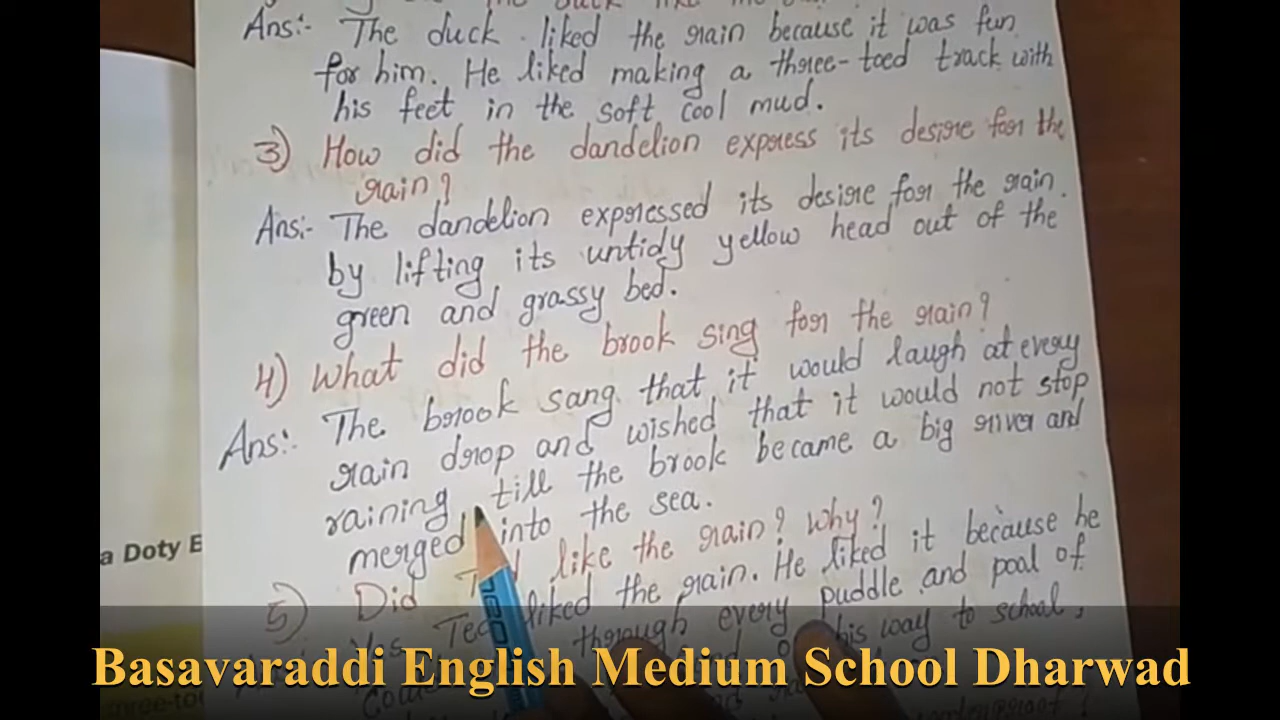 Ans:- The duck liked the rain because it was fun
for him. He liked making a three-toed track with
his feet in the soft cool mud.
3) How did the dandelion express its desire for the
rain?
Ans:- The dandelion expressed its desire for the rain
by lifting its untidy yellow head out of the
green and grassy bed.
4) What did the brook sing for the rain?
Ans:- The brook sang that it would laugh at every
rain drop and wished that it would not stop
raining till the brook became a big river and
merged into the sea.
5) Did like the rain? Why?
Yes, Ted liked the rain. He liked it because he
through every puddle and pool of
his way to school,
a Doty E
Basavaraddi English Medium School Dharwad